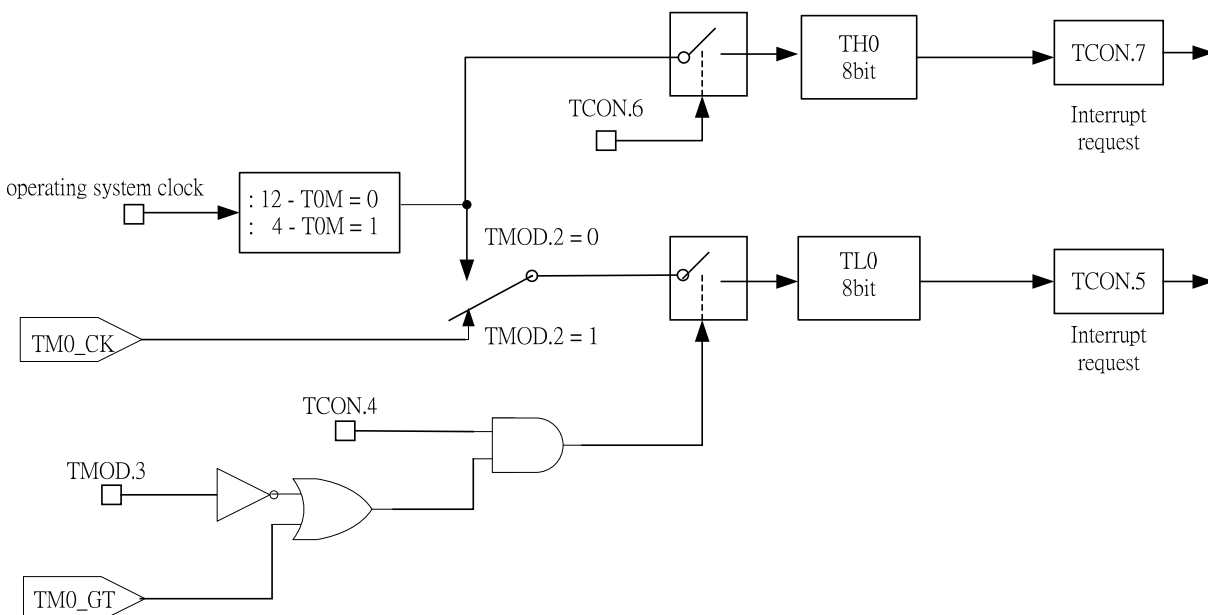 TH0
8bit
TCON.7
TCON.6
Interrupt
request
operating system clock
: 12 - T0M = 0
: 4 - T0M = 1
TMOD.2 = 0
TL0
8bit
TCON.5
TM0_CK
TMOD.2 = 1
Interrupt
request
TCON.4
TMOD.3
TM0_GT